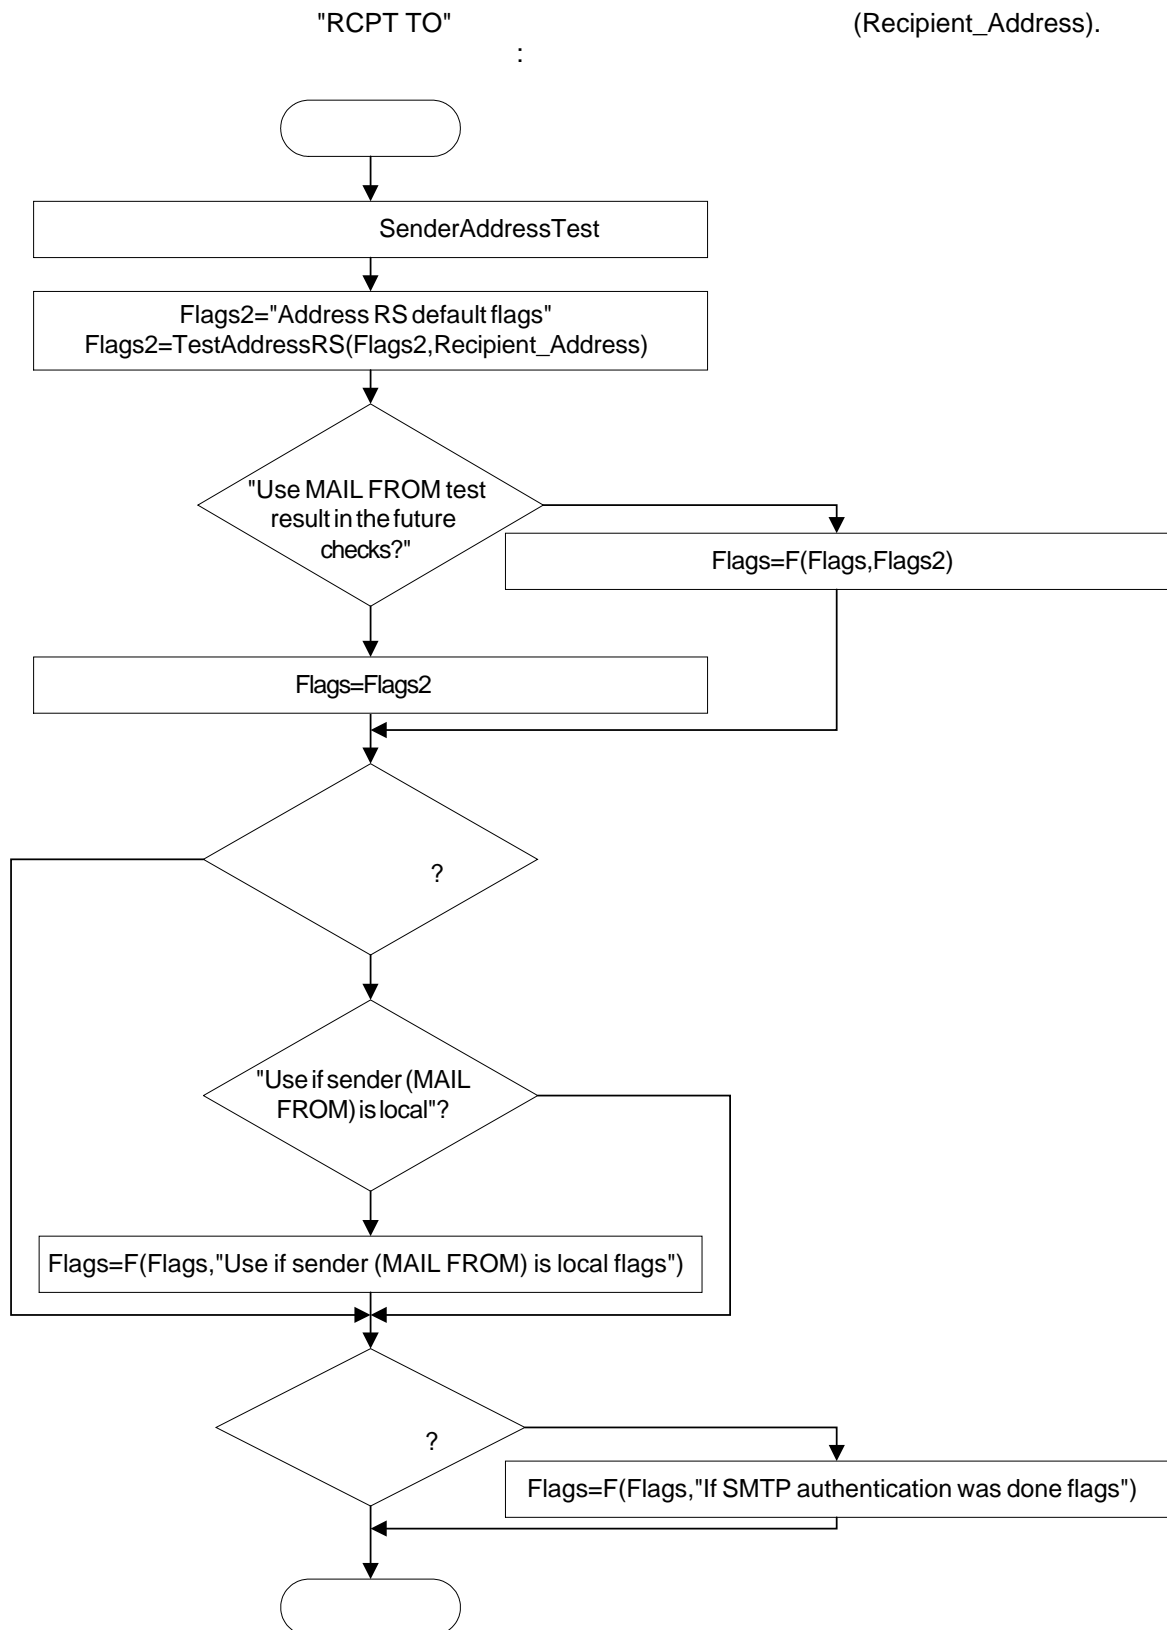 "RCPT TO" (Recipient_Address).
:
SenderAddressTest
Flags2="Address RS default flags"
Flags2=TestAddressRS(Flags2,Recipient_Address)
"Use MAIL FROM test
result in the future
checks?"
Flags=F(Flags,Flags2)
Flags=Flags2
?
"Use if sender (MAIL
FROM) is local"?
Flags=F(Flags,"Use if sender (MAIL FROM) is local flags")
?
Flags=F(Flags,"If SMTP authentication was done flags")